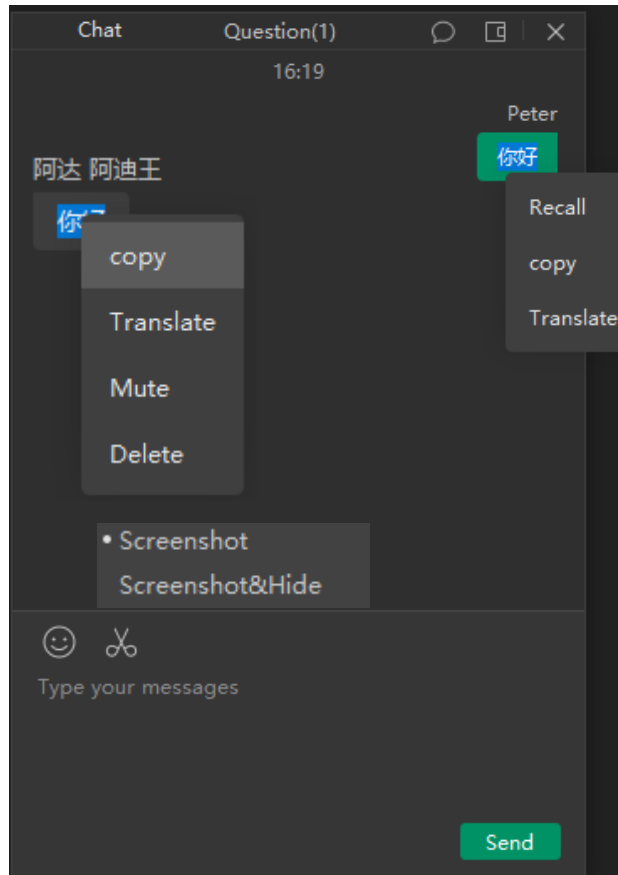 Chat Question(1)
16:19
Peter
你好
阿达 阿迪王
Recall
copy
Translate
copy
Translate
Mute
Delete
Screenshot
Screenshot&Hide
Type your messages
Send